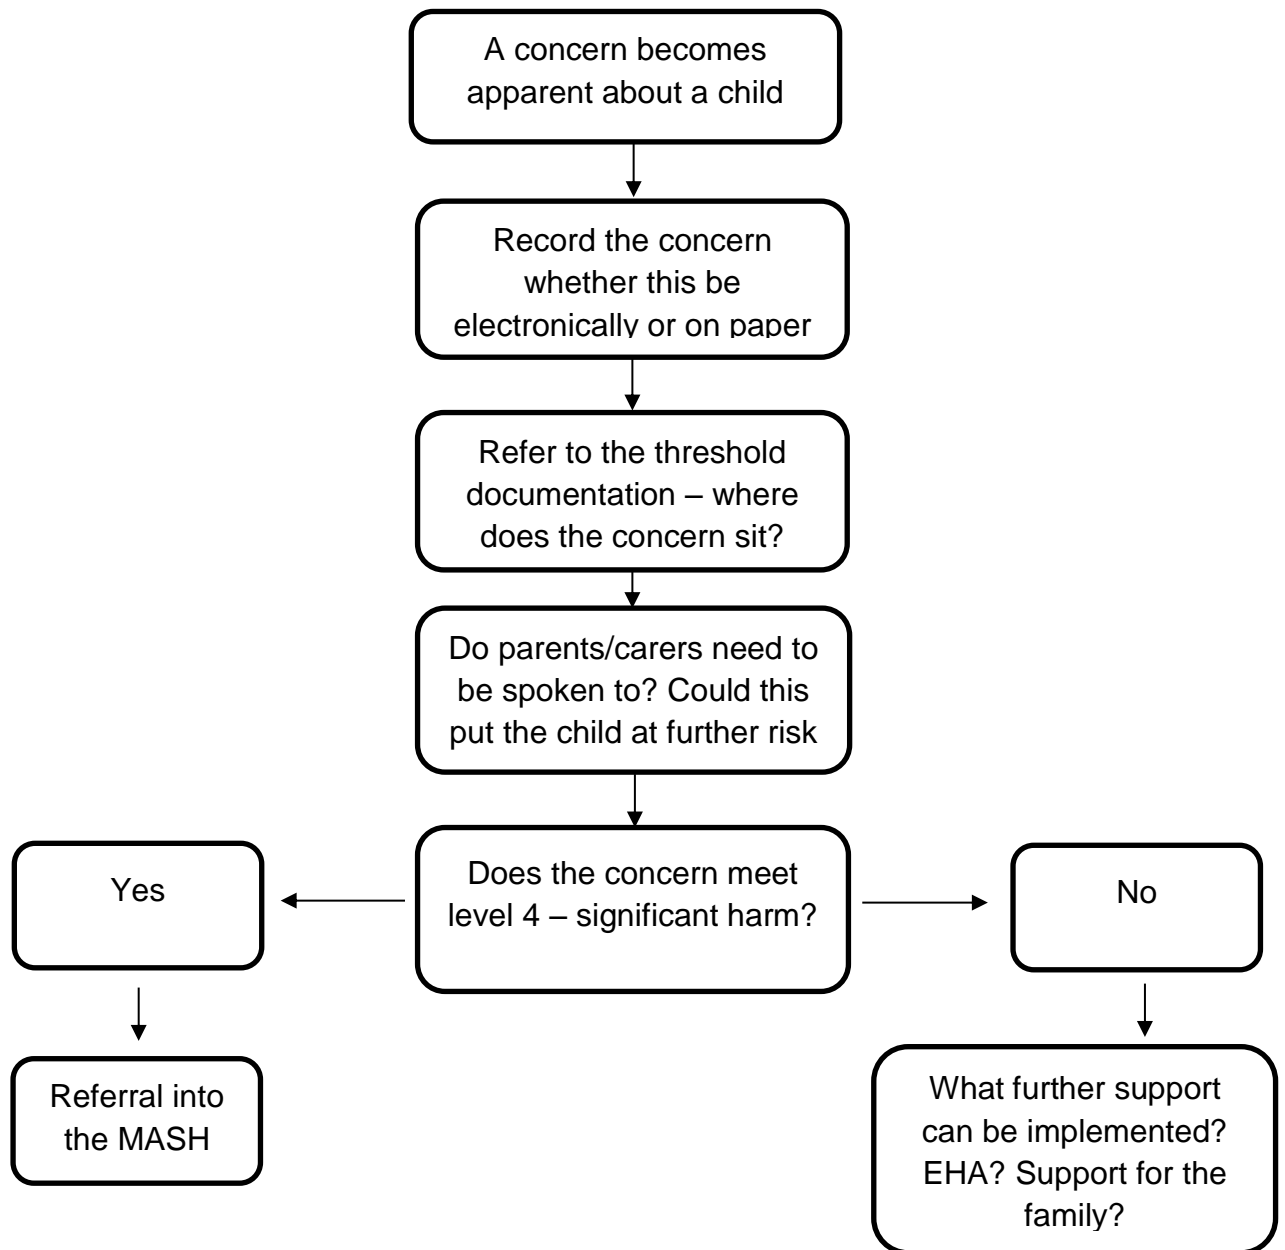 A concern becomes
apparent about a child
Record the concern
whether this be
electronically or on paper
Refer to the threshold
documentation – where
does the concern sit?
Do parents/carers need to
be spoken to? Could this
put the child at further risk
Does the concern meet
level 4 – significant harm?
Yes
No
Referral into
the MASH
What further support
can be implemented?
EHA? Support for the
family?